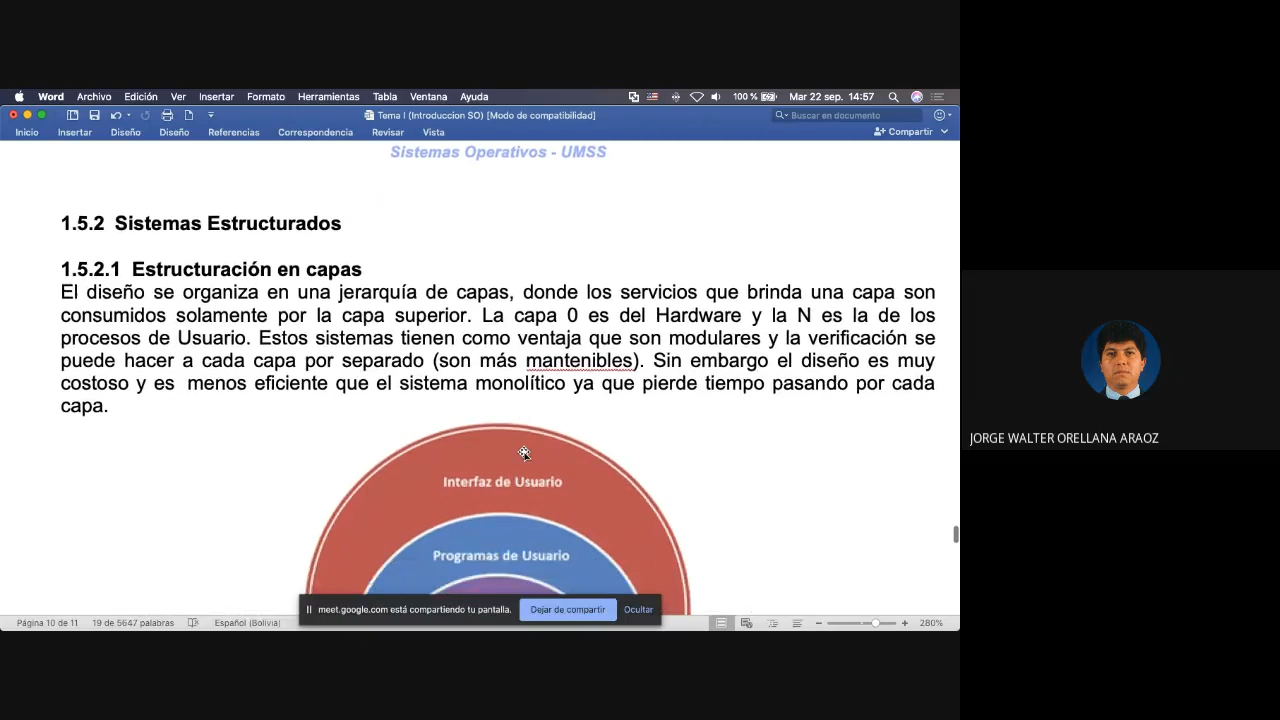 Word Archivo Edición Ver Insertar Formato Herramientas Tabla Ventana Ayuda 100 % Mar 22 sep. 14:57
Tema I (Introduccion SO) [Modo de compatibilidad] Buscar en documento
Inicio Insertar Diseño Diseño Referencias Correspondencia Revisar Vista Compartir
Sistemas Operativos - UMSS
1.5.2 Sistemas Estructurados
1.5.2.1 Estructuración en capas
El diseño se organiza en una jerarquía de capas, donde los servicios que brinda una capa son
consumidos solamente por la capa superior. La capa 0 es del Hardware y la N es la de los
procesos de Usuario. Estos sistemas tienen como ventaja que son modulares y la verificación se
puede hacer a cada capa por separado (son más mantenibles). Sin embargo el diseño es muy
costoso y es menos eficiente que el sistema monolítico ya que pierde tiempo pasando por cada
capa.
Interfaz de Usuario
Programas de Usuario
meet.google.com está compartiendo tu pantalla. Dejar de compartir Ocultar
Página 10 de 11 19 de 5647 palabras Español (Bolivia) 280%
JORGE WALTER ORELLANA ARAOZ